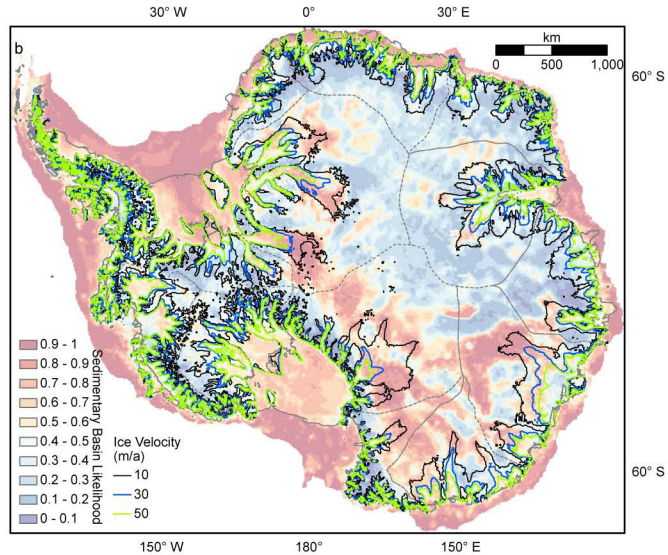 30° W 0° 30° E
b
km
0 500 1,000
60° S
0.9 - 1
0.8 - 0.9
0.7 - 0.8
0.6 - 0.7
0.5 - 0.6
0.4 - 0.5
0.3 - 0.4
0.2 - 0.3
0.1 - 0.2
0 - 0.1
Sedimentary Basin Likelihood
Ice Velocity
(m/a)
10
30
50
60° S
150° W 180° 150° E